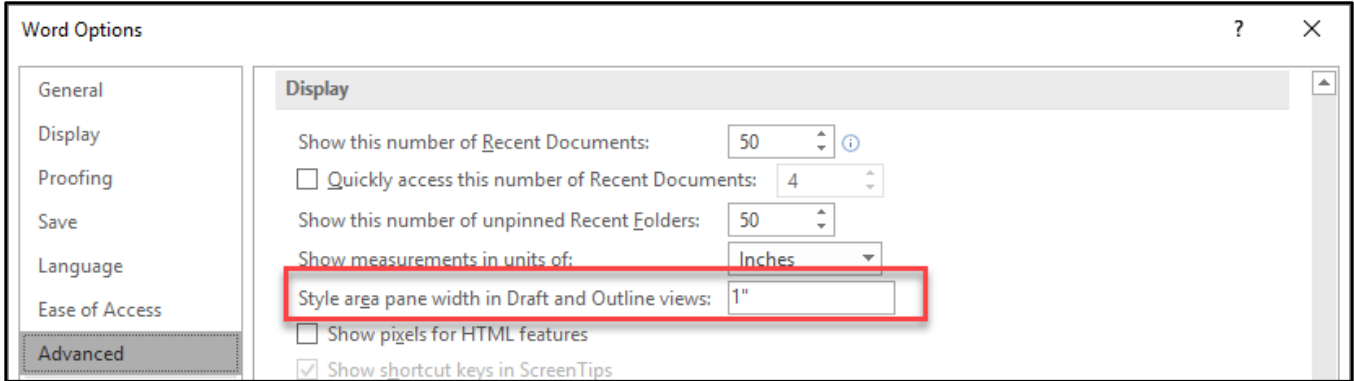 Word Options ?
General
Display
Proofing
Save
Language
Ease of Access
Advanced
Display
Show this number of Recent Documents: 50
Quickly access this number of Recent Documents: 4
Show this number of unpinned Recent Folders: 50
Show measurements in units of: Inches
Style area pane width in Draft and Outline views: 1"
Show pixels for HTML features
Show shortcut keys in ScreenTips